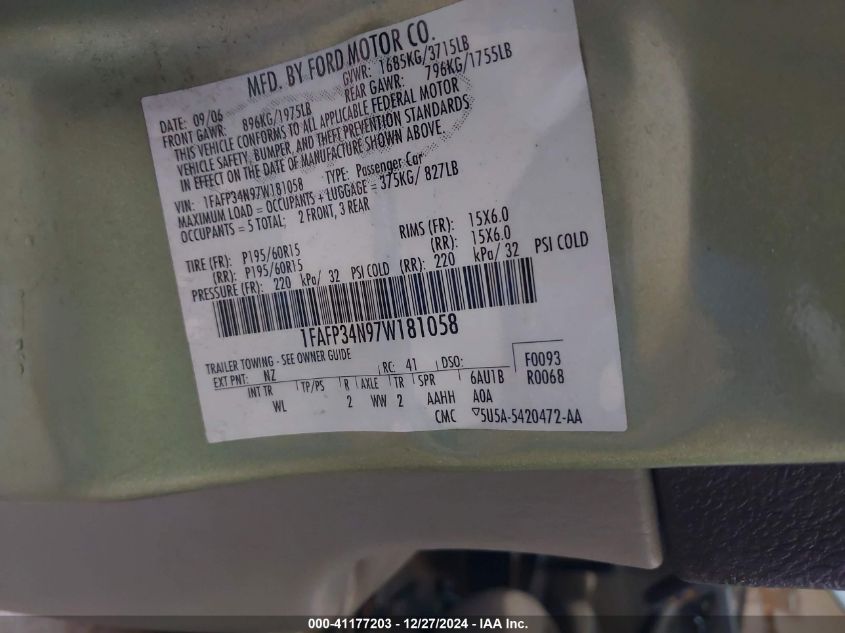 MFD. BY FORD MOTOR CO.
DATE: 09/06 GVWR: 1685KG/3715LB
FRONT GAWR: 896KG/1975LB REAR GAWR: 796KG/1755LB
THIS VEHICLE CONFORMS TO ALL APPLICABLE FEDERAL MOTOR
VEHICLE SAFETY, BUMPER, AND THEFT PREVENTION STANDARDS
IN EFFECT ON THE DATE OF MANUFACTURE SHOWN ABOVE.
VIN: 1FAFP34N97W181058 TYPE: Passenger Car
MAXIMUM LOAD = OCCUPANTS + LUGGAGE = 375KG/ 827LB
OCCUPANTS = 5 TOTAL; 2 FRONT, 3 REAR
TIRE (FR): P195/60R15 RIMS (FR): 15X6.0
(RR): P195/60R15 (RR): 15X6.0
PRESSURE (FR): 220 kPa/ 32 PSI COLD (RR): 220 kPa/ 32 PSI COLD
1FAFP34N97W181058
TRAILER TOWING - SEE OWNER GUIDE F0093
EXT PNT: NZ RC: 41 DSO: R0068
INT TR TP/PS B AXLE TR SPR 6AU1B
WL 2 WW 2 AAHH A0A
CMC ▽5U5A-5420472-AA
000-41177203 - 12/27/2024 - 1:USA, INC.